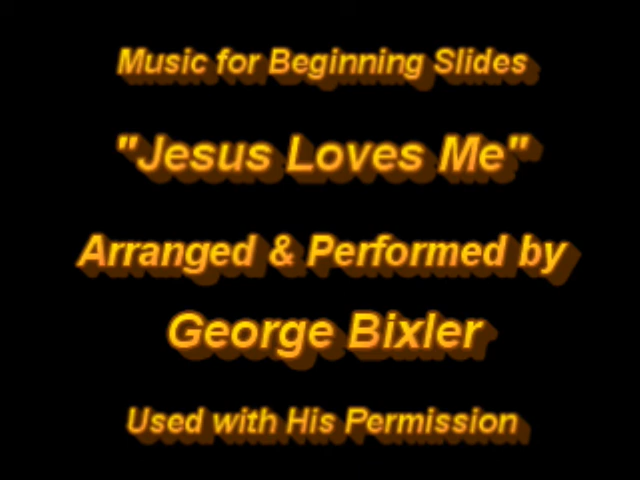 Music for Beginning Slides
"Jesus Loves Me"
Arranged & Performed by
George Bixler
Used with His Permission